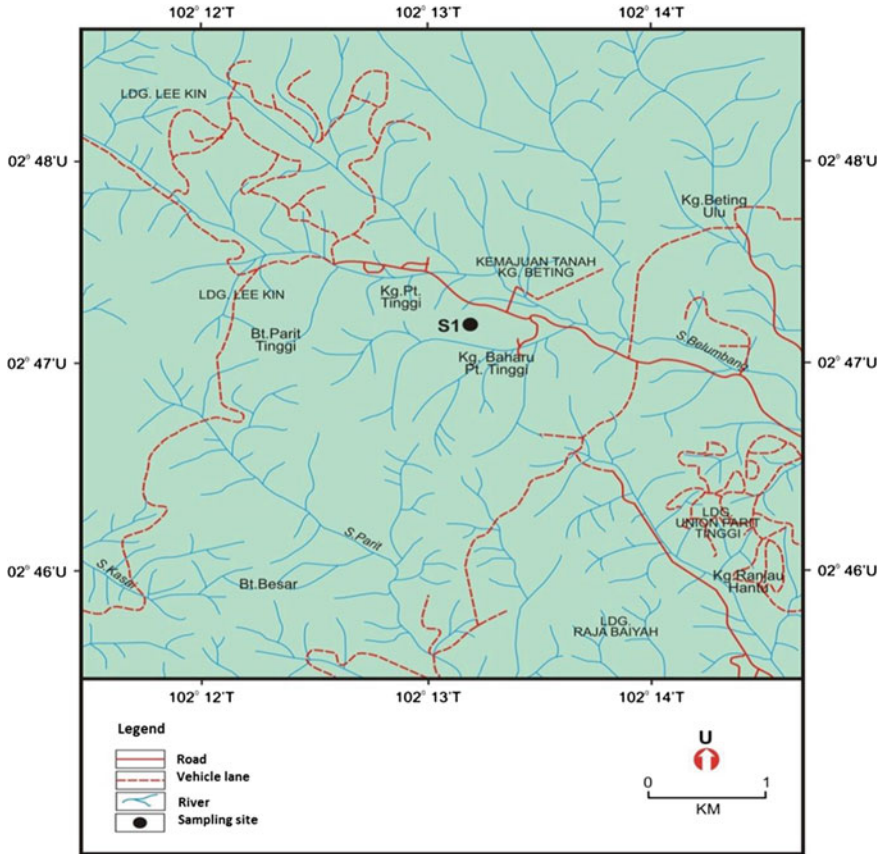 102° 12’T
102° 13’T
102° 14’T
LDG. LEE KIN
02° 48’U
02° 48’U
Kg.Beting
Ulu
KEMAJUAN TANAH
KG. BETING
LDG. LEE KIN
Kg.Pt.
Tinggi
S1
Bt.Parit
Tinggi
S.Belumbang
02° 47’U
02° 47’U
Kg. Baharu
Pt. Tinggi
LDG.
UNION PARIT
TINGGI
S.Parit
02° 46’U
02° 46’U
S.Kasar
Bt.Besar
Kg.Ranjau
Hantu
LDG.
RAJA BAIYAH
102° 12’T
102° 13’T
102° 14’T
Legend
Road
Vehicle lane
River
Sampling site
U
0 1
KM